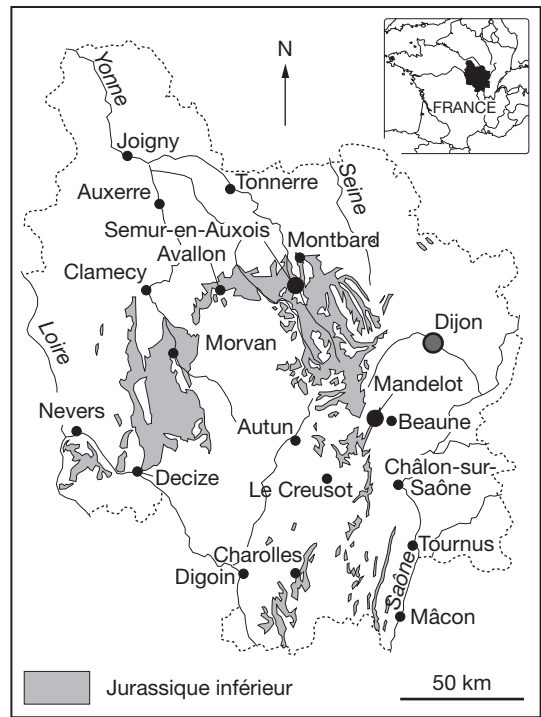 N
FRANCE
Yonne
Joigny
Tonnerre
Seine
Auxerre
Semur-en-Auxois
Avallon
Montbard
Clamecy
Loire
Dijon
Morvan
Mandelot
Nevers
Autun
Beaune
Decize
Le Creusot
Châlon-sur-
Saône
Charolles
Tournus
Digoin
Saône
Mâcon
Jurassique inférieur
50 km